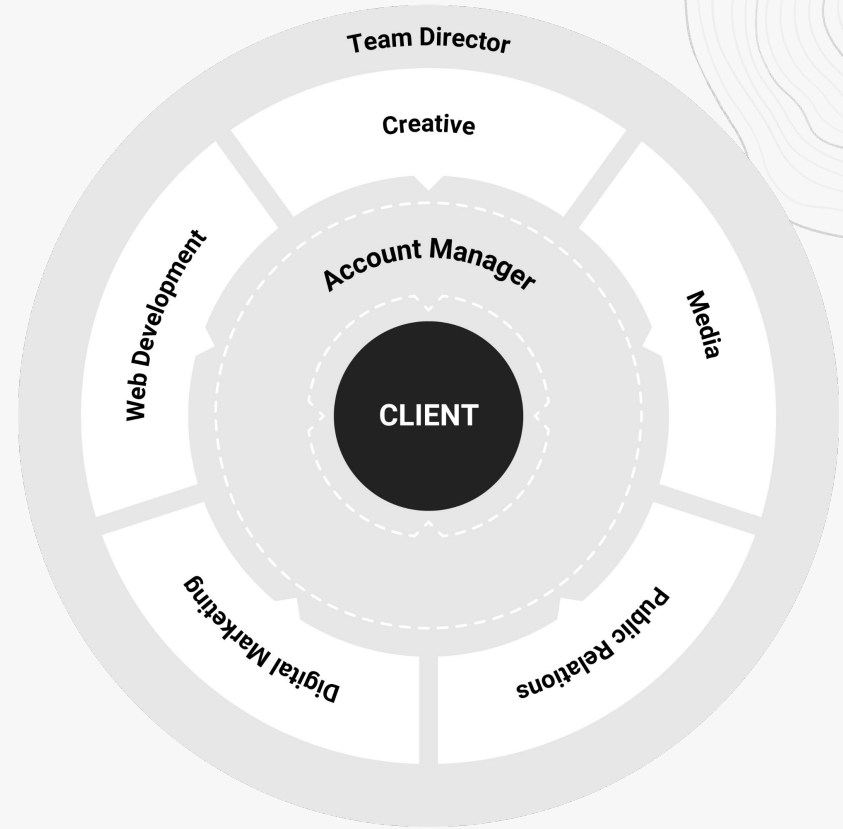 Team Director
Creative
Account Manager
Web Development
Media
CLIENT
Digital Marketing
Public Relations